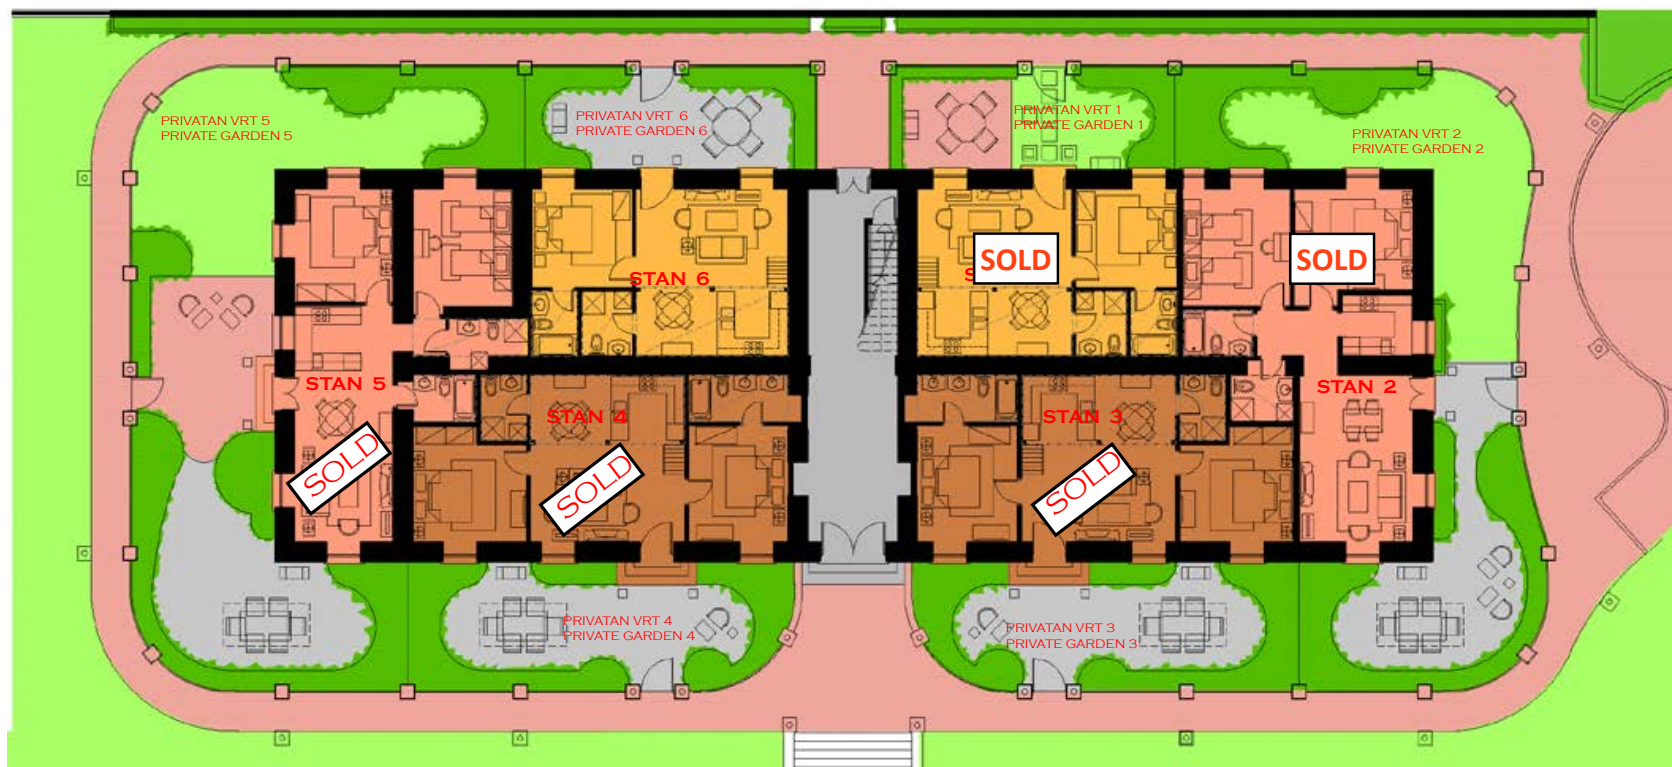 PRIVATAN VRT 5
PRIVATE GARDEN 5
PRIVATAN VRT 6
PRIVATE GARDEN 6
PRIVATAN VRT 1
PRIVATE GARDEN 1
PRIVATAN VRT 2
PRIVATE GARDEN 2
STAN 6
SOLD
SOLD
STAN 5
STAN 4
STAN 3
STAN 2
SOLD
SOLD
SOLD
PRIVATAN VRT 4
PRIVATE GARDEN 4
PRIVATAN VRT 3
PRIVATE GARDEN 3